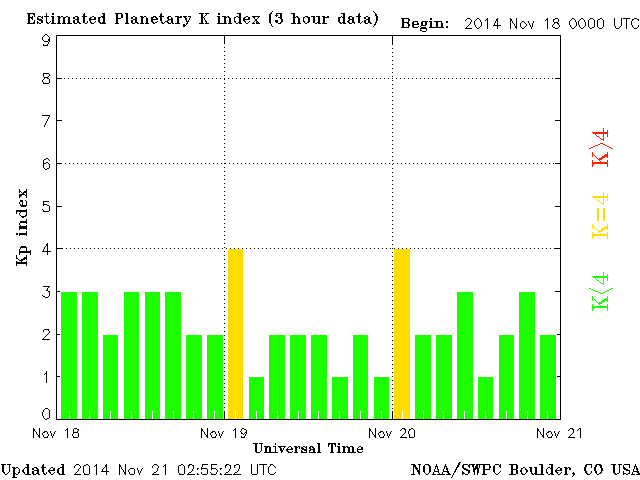 Estimated Planetary K index (3 hour data) Begin: 2014 Nov 18 0000 UTC
9
8
7
6
5
4
3
2
1
0
Kp index
K>4
K=4
K<4
Nov 18 Nov 19 Nov 20 Nov 21
Universal Time
Updated 2014 Nov 21 02:55:22 UTC NOAA/SWPC Boulder, CO USA